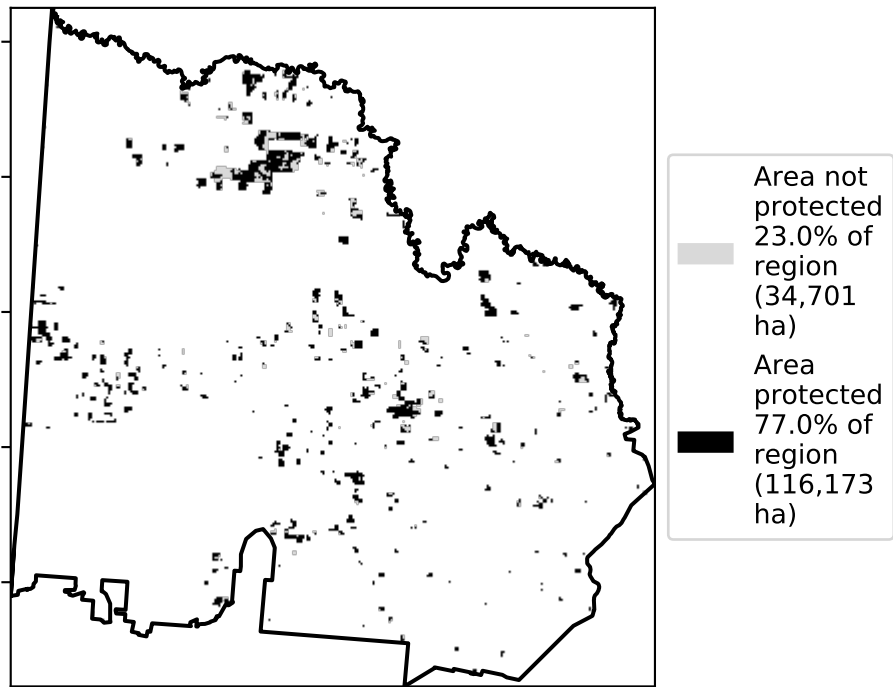 Area not
protected
23.0% of
region
(34,701
ha)
Area
protected
77.0% of
region
(116,173
ha)